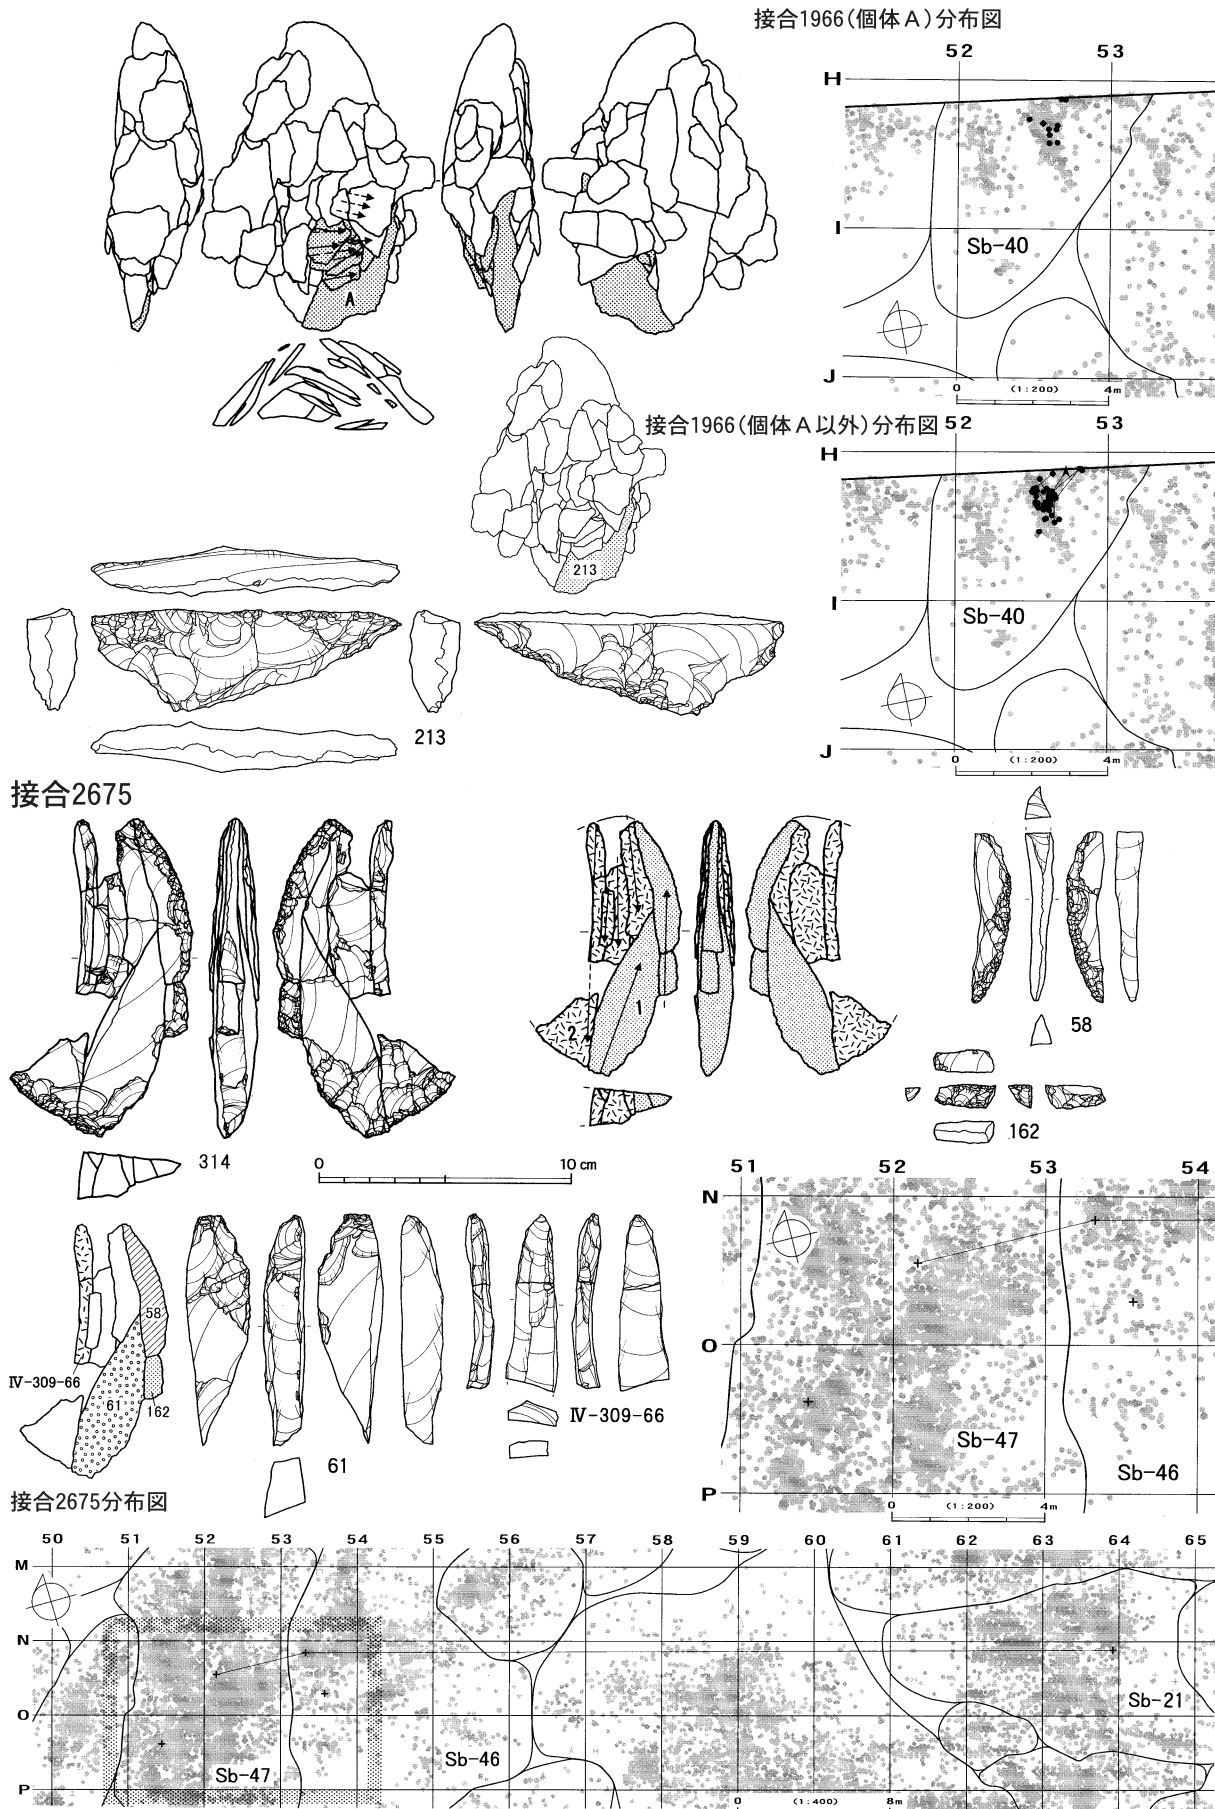 接合1966(個体A)分布図
52 53
H
I
J
Sb-40
0 (1:200) 4m
A
接合1966(個体A以外)分布図
52 53
H
I
J
Sb-40
0 (1:200) 4m
213
213
接合2675
314
0 10cm
1
2
58
162
58
Ⅳ-309-66
61
162
61
Ⅳ-309-66
51 52 53 54
N
O
P
Sb-47
Sb-46
0 (1:200) 4m
接合2675分布図
50 51 52 53 54 55 56 57 58 59 60 61 62 63 64 65
M
N
O
P
Sb-47
Sb-46
Sb-21
0 (1:400) 8m